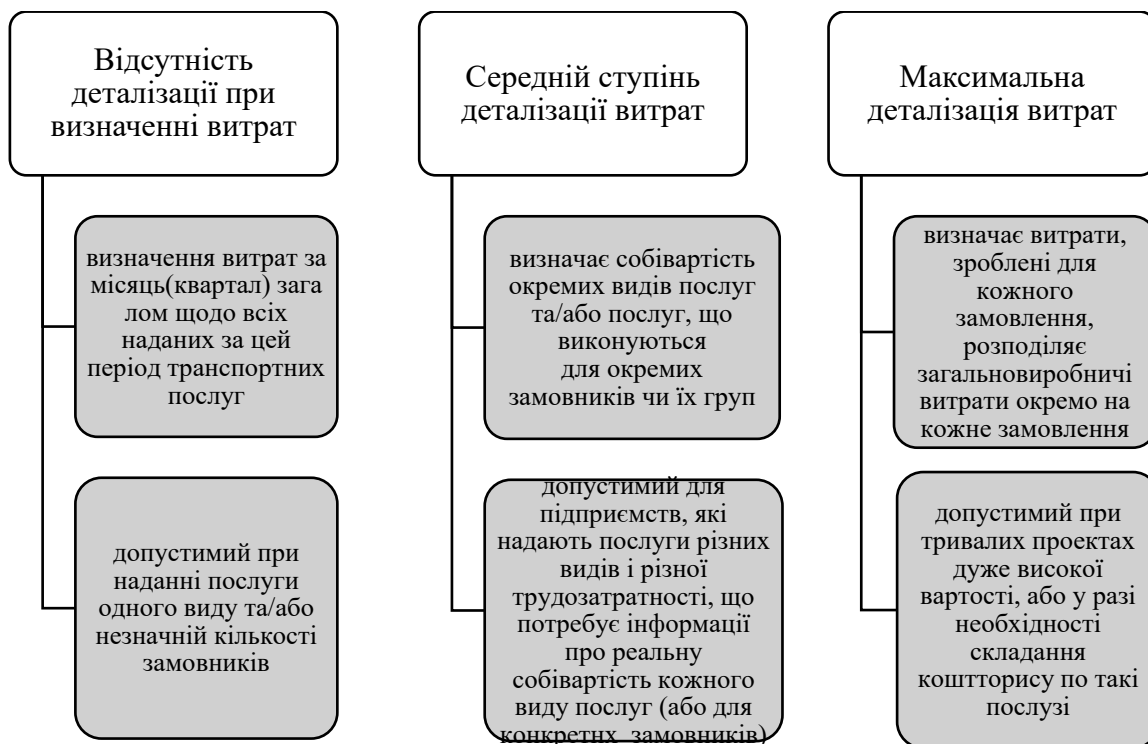 Відсутність
деталізації при
визначенні витрат
визначення витрат за
місяць(квартал) зага
лом щодо всіх
наданих за цей
період транспортних
послуг
допустимий при
наданні послуги
одного виду та/або
незначній кількості
замовників
Середній ступінь
деталізації витрат
визначає собівартість
окремих видів послуг
та/або послуг, що
виконуються
для окремих
замовників чи їх груп
допустимий для
підприємств, які
надають послуги різних
видів і різної
трудозатратності, що
потребує інформації
про реальну
собівартість кожного
виду послуг (або для
конкретнх замовників)
Максимальна
деталізація витрат
визначає витрати,
зроблені для
кожного
замовлення,
розподіляє
загальновиробничі
витрати окремо на
кожне замовлення
допустимий при
тривалих проектах
дуже високої
вартості, або у разі
необхідності
складання
коштторису по такі
послузі